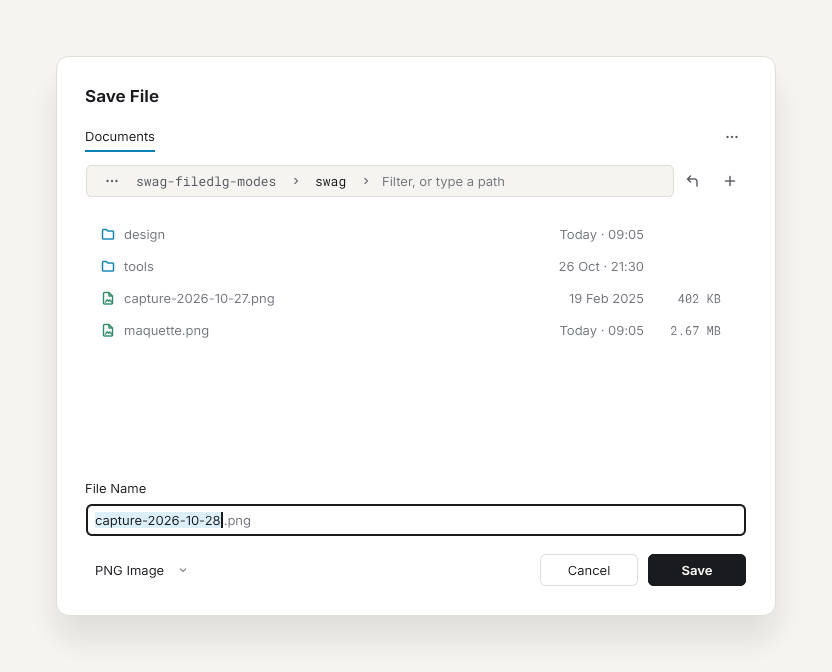 Save File
Documents ···
··· swag-filedlg-modes › swag › Filter, or type a path
design Today · 09:05
tools 26 Oct · 21:30
capture-2026-10-27.png 19 Feb 2025 402 KB
maquette.png Today · 09:05 2.67 MB
File Name
capture-2026-10-28.png
PNG Image Cancel Save